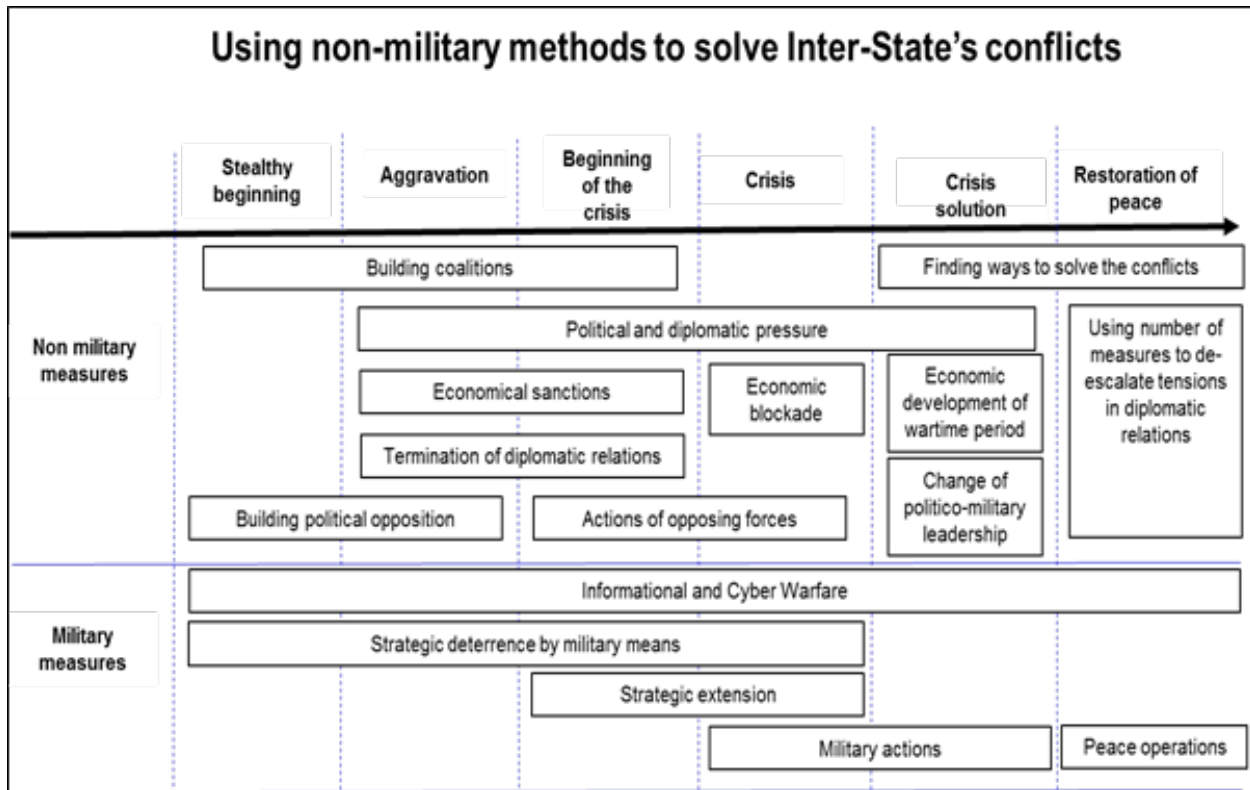 Using non-military methods to solve Inter-State's conflicts
Stealthy
beginning
Aggravation
Beginning
of the
crisis
Crisis
Crisis
solution
Restoration of
peace
Non military
measures
Building coalitions
Finding ways to solve the conflicts
Political and diplomatic pressure
Using number of
measures to de-
escalate tensions
in diplomatic
relations
Economical sanctions
Economic
blockade
Economic
development of
wartime period
Termination of diplomatic relations
Building political opposition
Actions of opposing forces
Change of
politico-military
leadership
Military
measures
Informational and Cyber Warfare
Strategic deterrence by military means
Strategic extension
Military actions
Peace operations